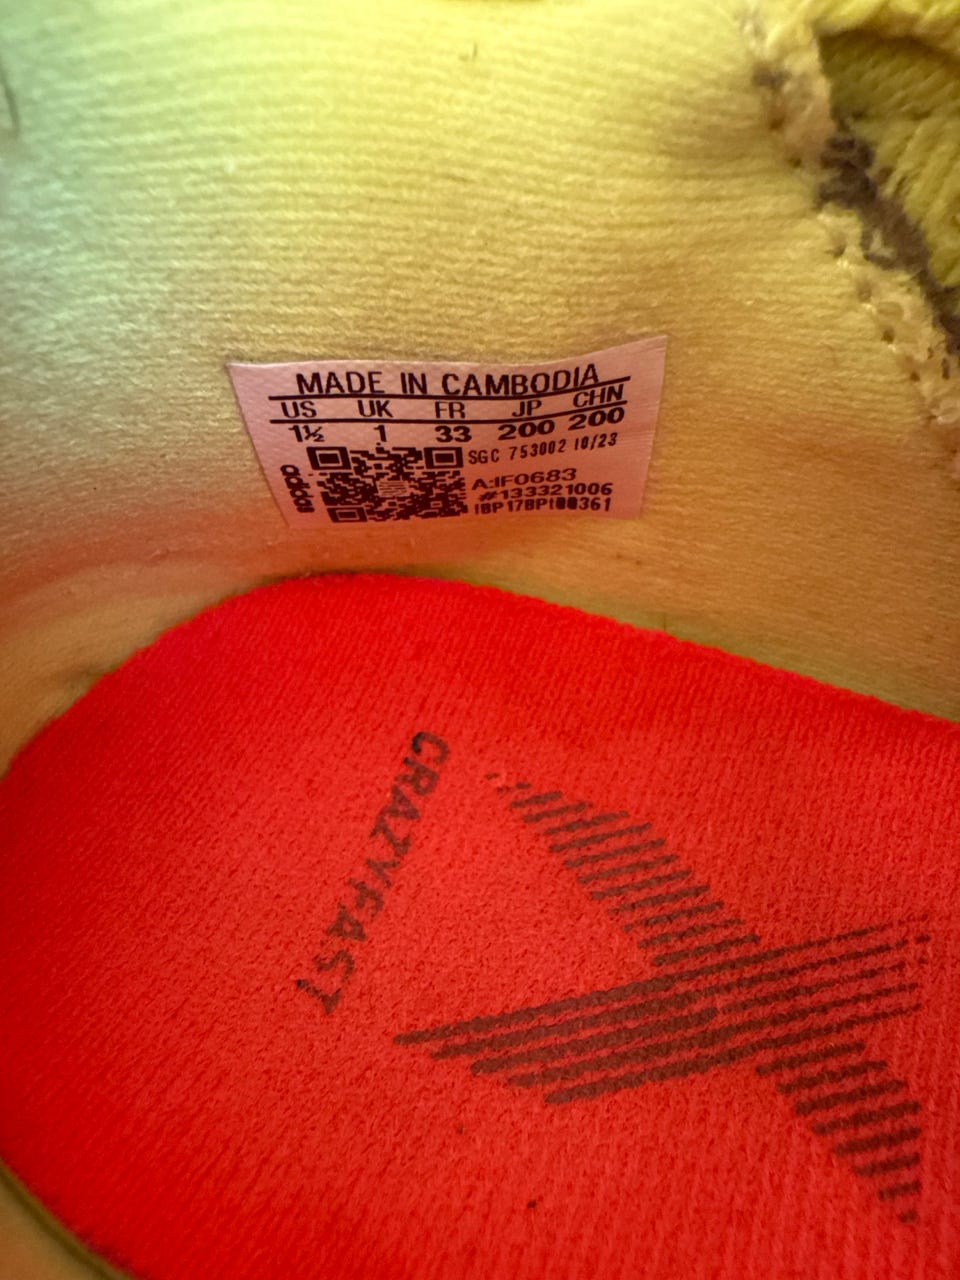 MADE IN CAMBODIA
US UK FR JP CHN
1½ 1 33 200 200
SGC 753002 10/23
adidas
A:IF0683
#133321006
CRAZYFAST